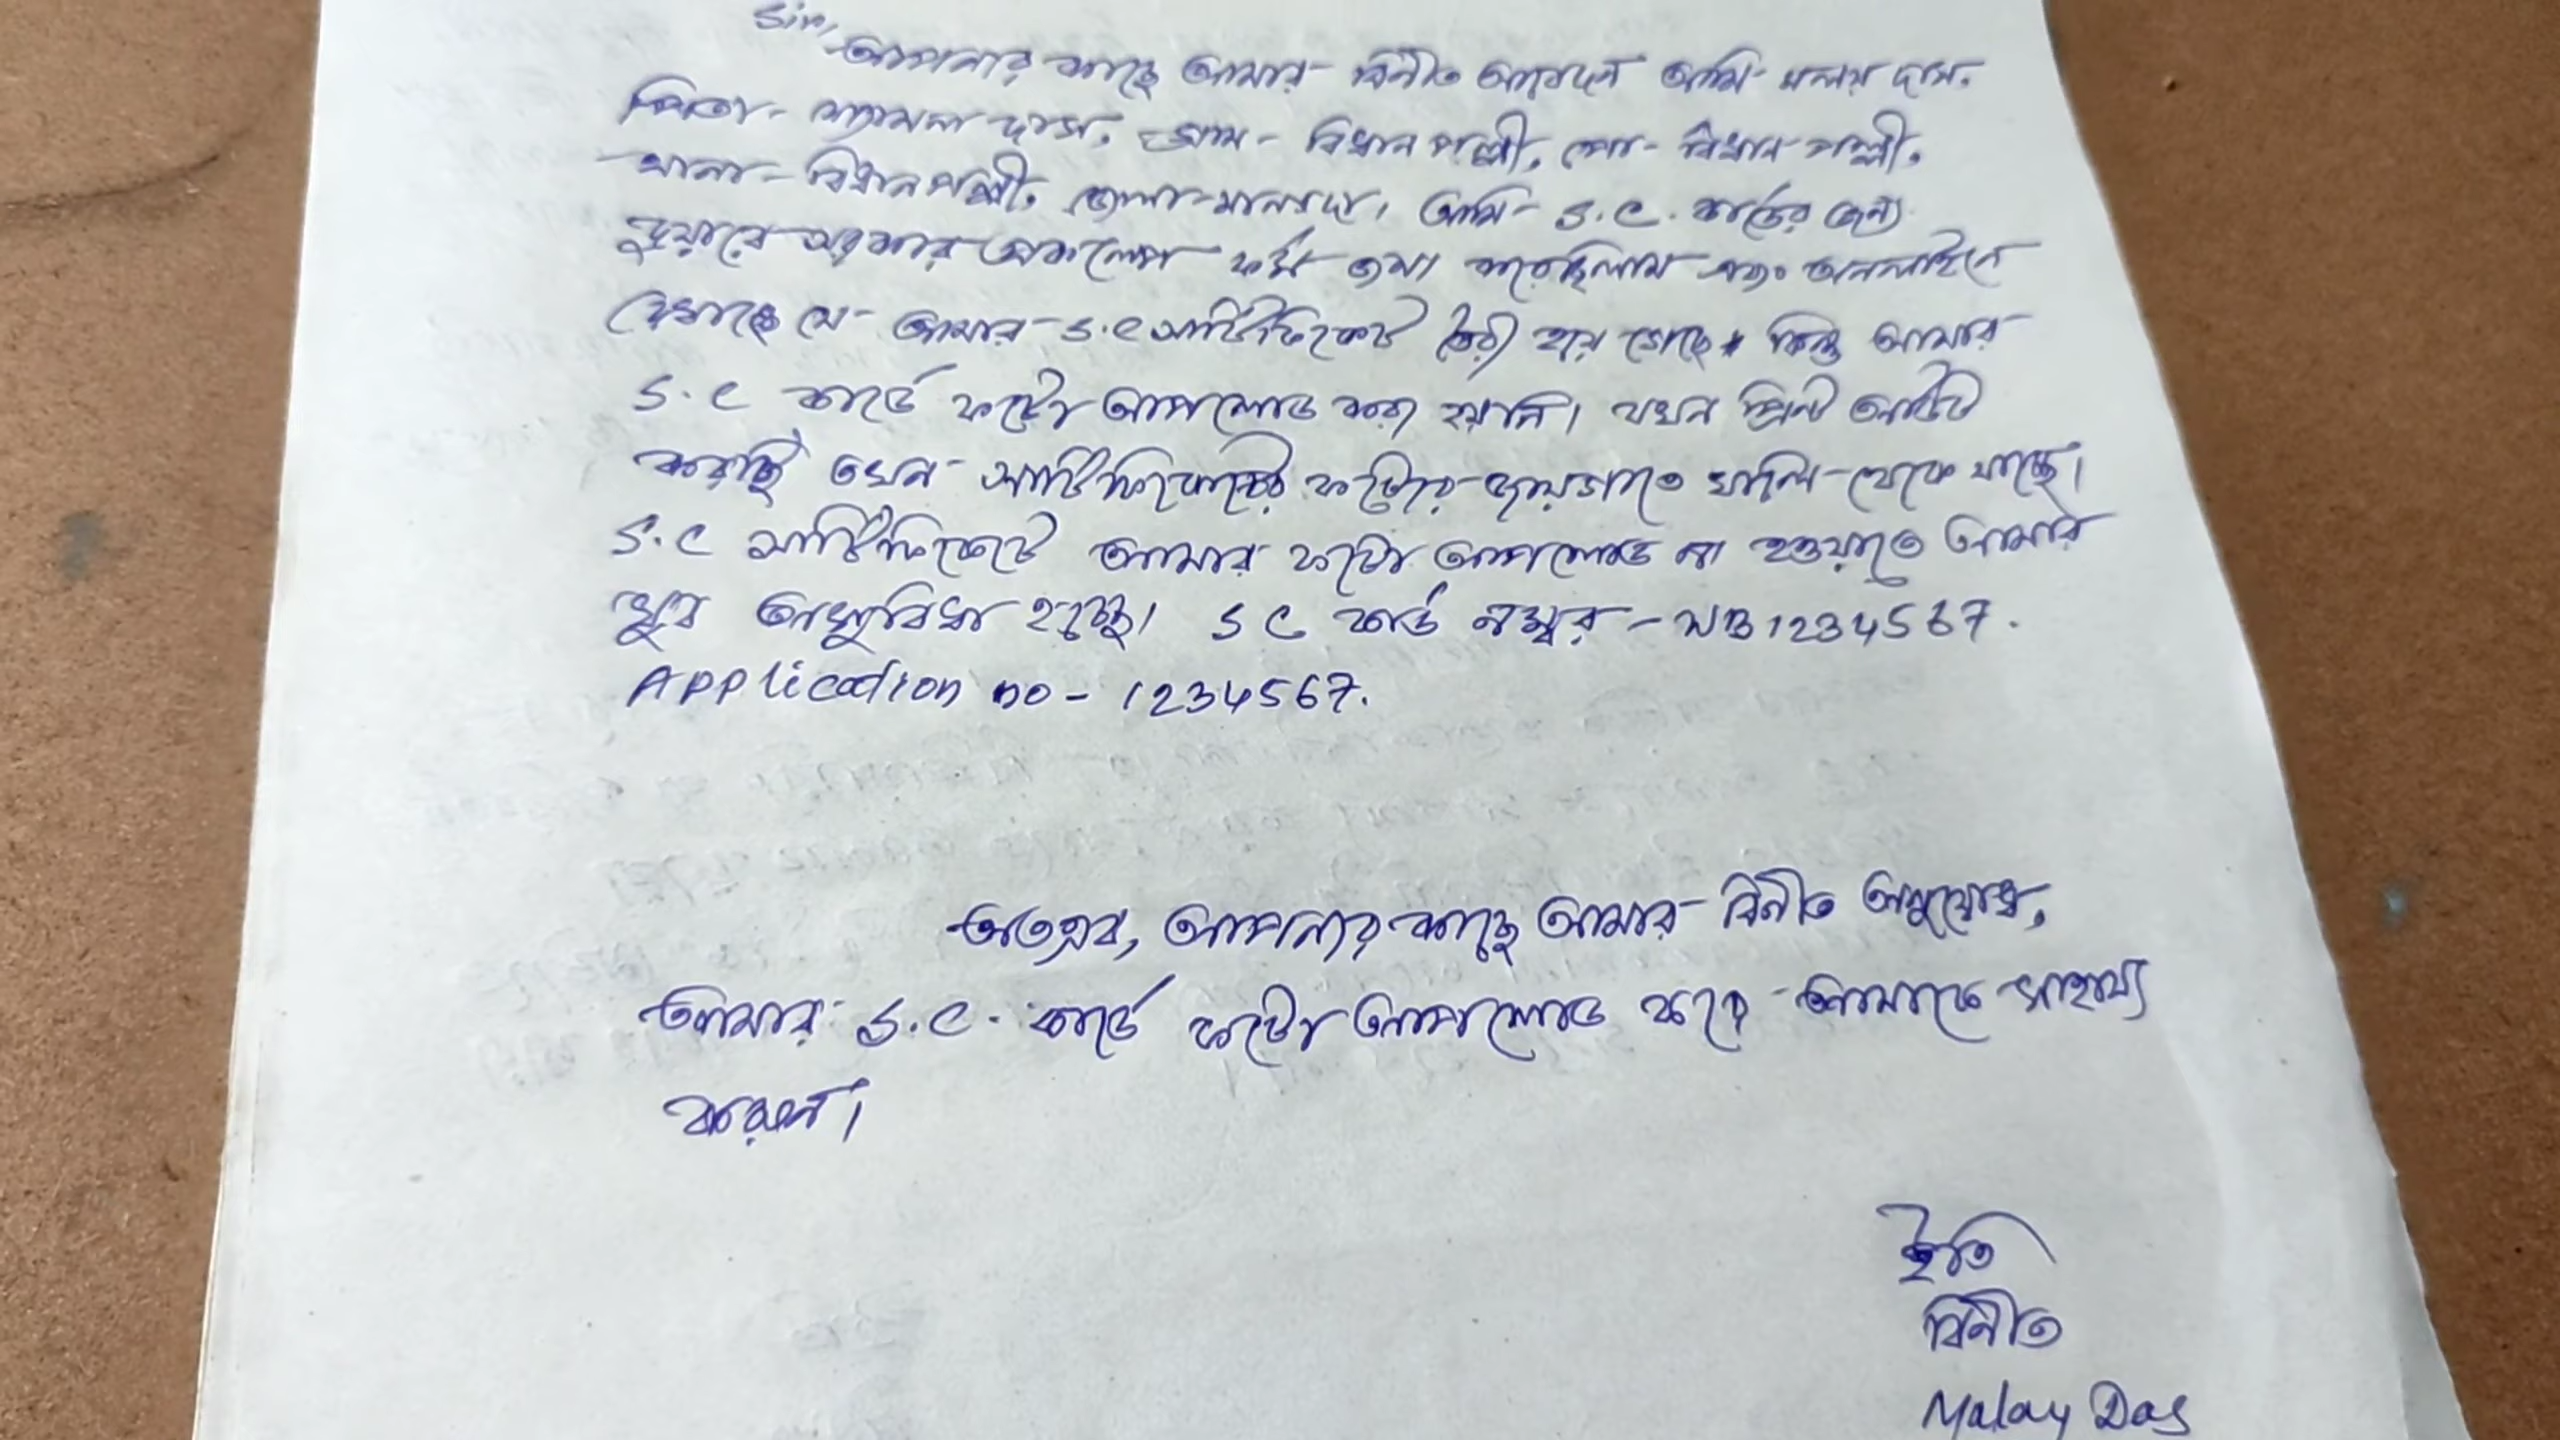 Sir,
আপনার কাছে আমার বিনীত আবেদন আমি মলয় দাস,
পিতা- শ্যামল দাস, গ্রাম- বিধান পল্লী, পো- বিধান পল্লী,
থানা- বিধান পল্লী, জেলা- মালদা। আমি S.C. কার্ডের জন্য
দুয়ারে সরকার ফর্ম জমা করেছিলাম এবং অনলাইনে
দেখাচ্ছে যে আমার S.C সার্টিফিকেট তৈরী হয়ে গেছে কিন্তু আমার
S.C কার্ডে ফটো আপলোড করা হয়নি। যখন প্রিন্ট আউট
করছি তখন সার্টিফিকেটের ফটোর জায়গাতে খালি থেকে যাচ্ছে।
S.C সার্টিফিকেটে আমার ফটো আপলোড না হওয়াতে আমার
খুব অসুবিধা হচ্ছে। SC কার্ড নম্বর - WB1234567.
Application no - 1234567.
অতএব, আপনার কাছে আমার বিনীত অনুরোধ,
আমার S.C. কার্ডে ফটো আপলোড করে আমাকে সাহায্য
করুন।
ইতি
বিনীত
Malay Das